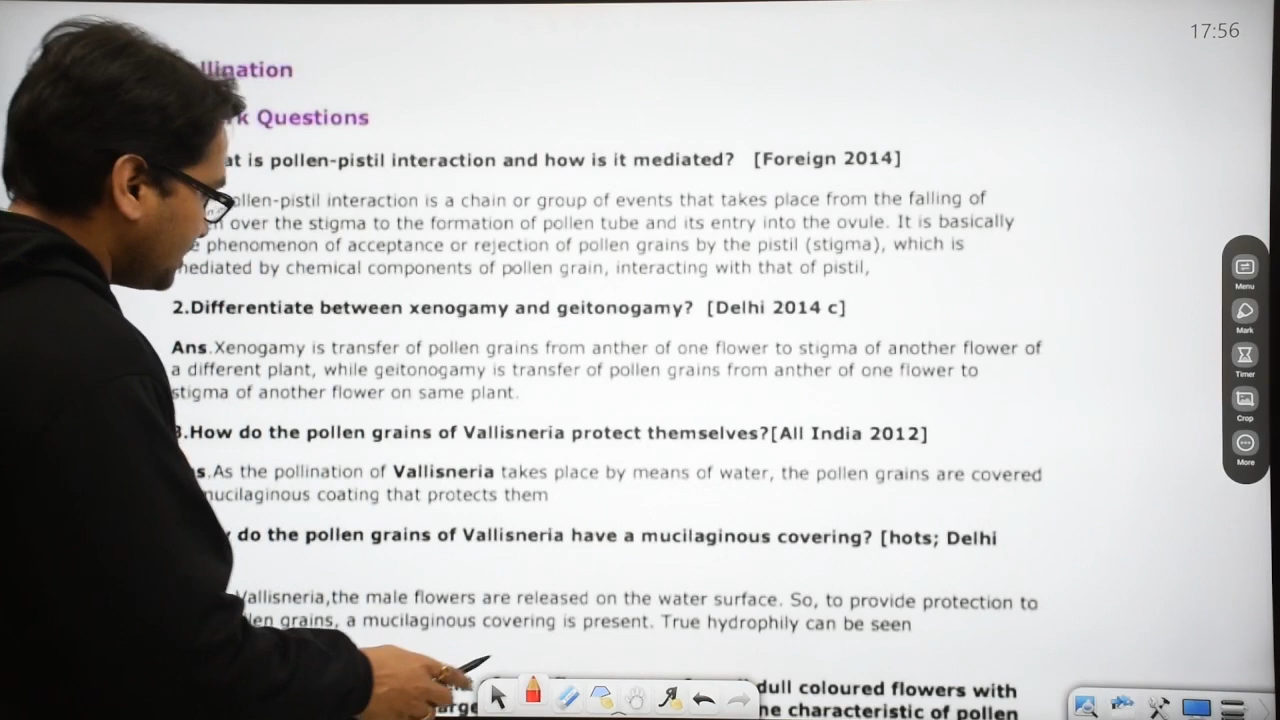 17:56
llination
rk Questions
at is pollen-pistil interaction and how is it mediated? [Foreign 2014]
ollen-pistil interaction is a chain or group of events that takes place from the falling of
over the stigma to the formation of pollen tube and its entry into the ovule. It is basically
phenomenon of acceptance or rejection of pollen grains by the pistil (stigma), which is
mediated by chemical components of pollen grain, interacting with that of pistil,
2.Differentiate between xenogamy and geitonogamy? [Delhi 2014 c]
Ans.Xenogamy is transfer of pollen grains from anther of one flower to stigma of another flower of
a different plant, while geitonogamy is transfer of pollen grains from anther of one flower to
stigma of another flower on same plant.
3.How do the pollen grains of Vallisneria protect themselves?[All India 2012]
s.As the pollination of Vallisneria takes place by means of water, the pollen grains are covered
mucilaginous coating that protects them
do the pollen grains of Vallisneria have a mucilaginous covering? [hots; Delhi
Vallisneria,the male flowers are released on the water surface. So, to provide protection to
len grains, a mucilaginous covering is present. True hydrophily can be seen
dull coloured flowers with
arge
he characteristic of pollen
Menu
Mark
Timer
Crop
More